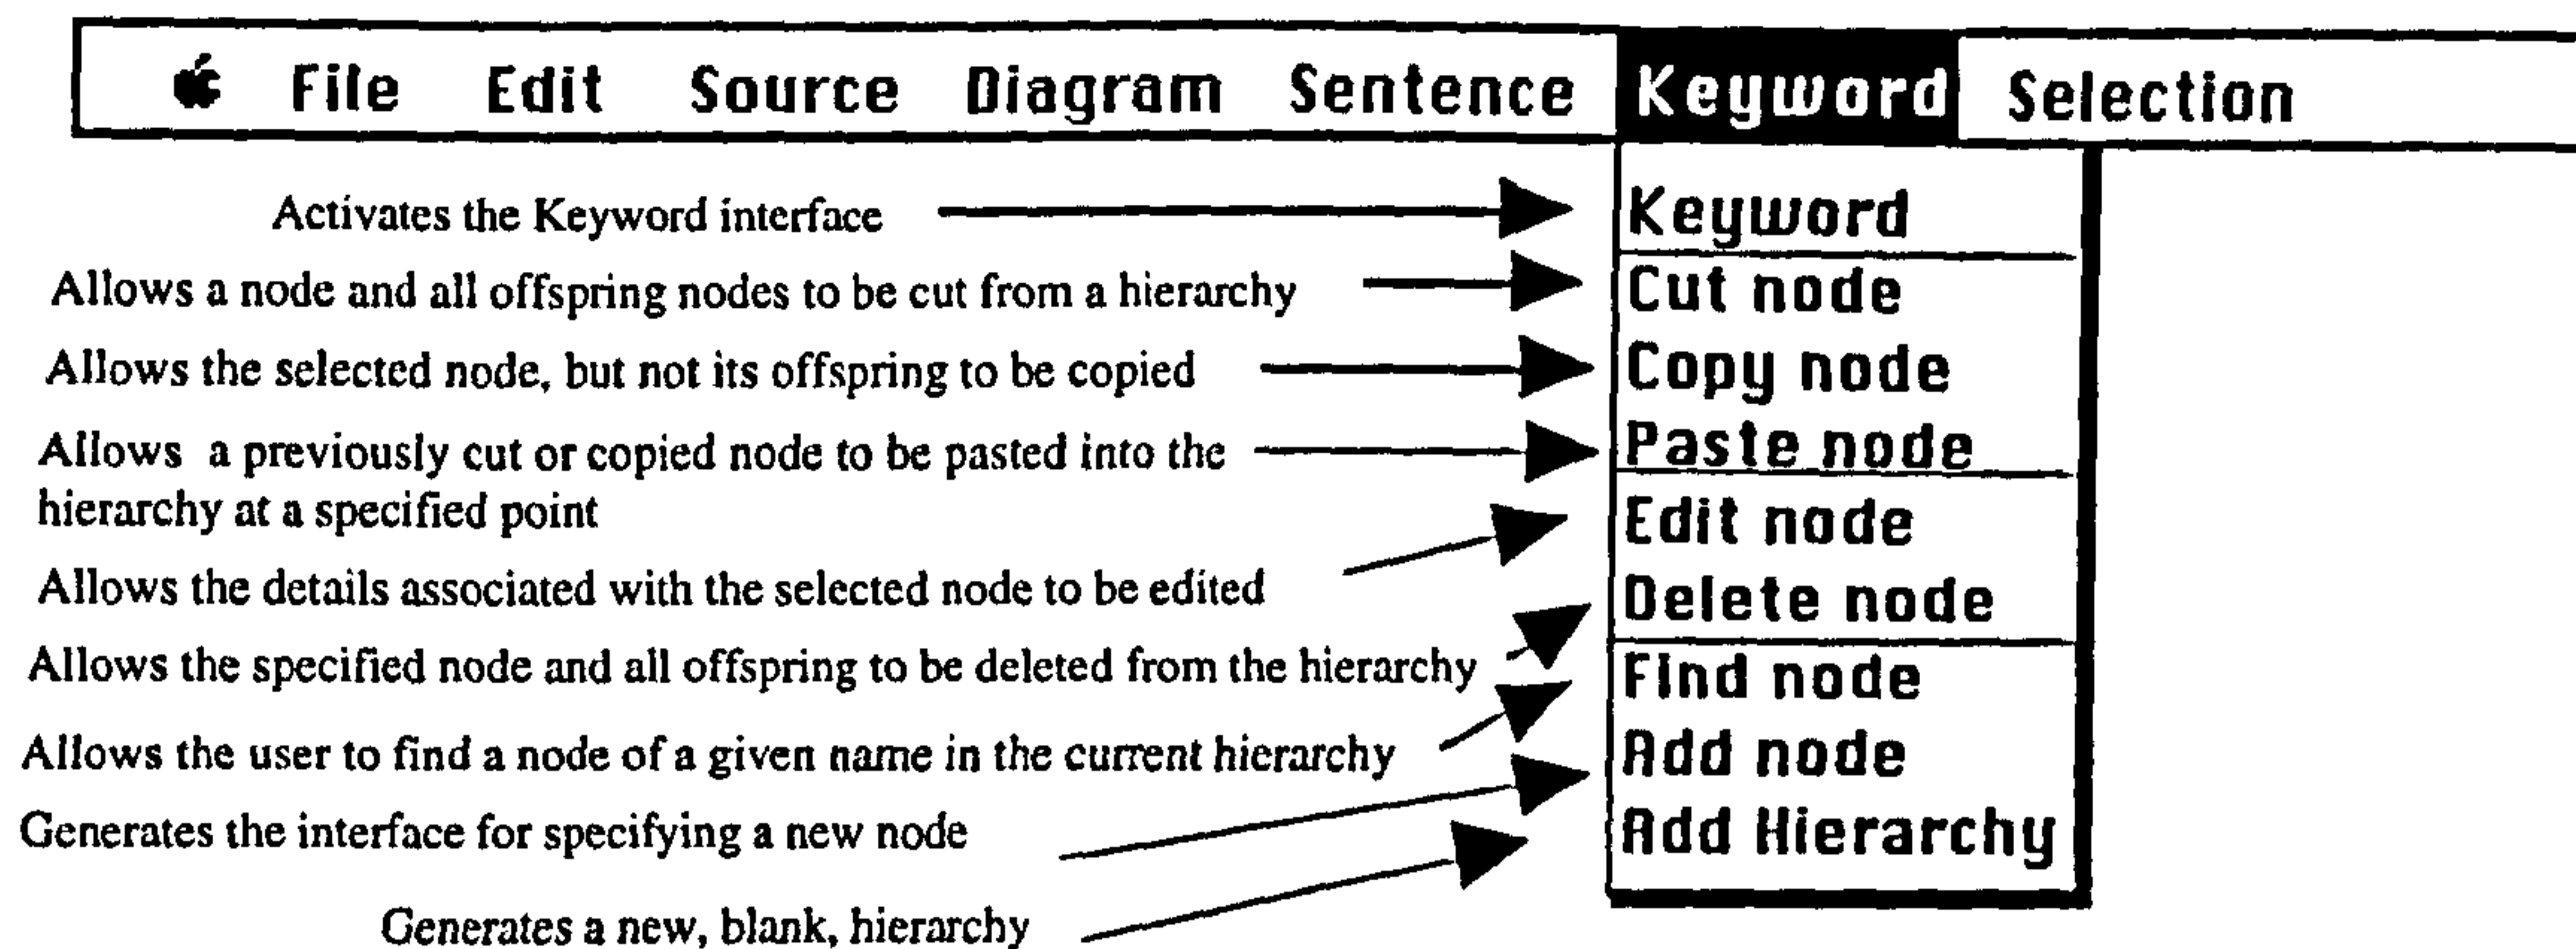 File Edit Source Diagram Sentence Keyword Selection
Activates the Keyword interface
Keyword
Allows a node and all offspring nodes to be cut from a hierarchy
Cut node
Allows the selected node, but not its offspring to be copied
Copy node
Allows a previously cut or copied node to be pasted into the
hierarchy at a specified point
Paste node
Allows the details associated with the selected node to be edited
Edit node
Allows the specified node and all offspring to be deleted from the hierarchy
Delete node
Allows the user to find a node of a given name in the current hierarchy
Find node
Generates the interface for specifying a new node
Add node
Generates a new, blank, hierarchy
Add Hierarchy